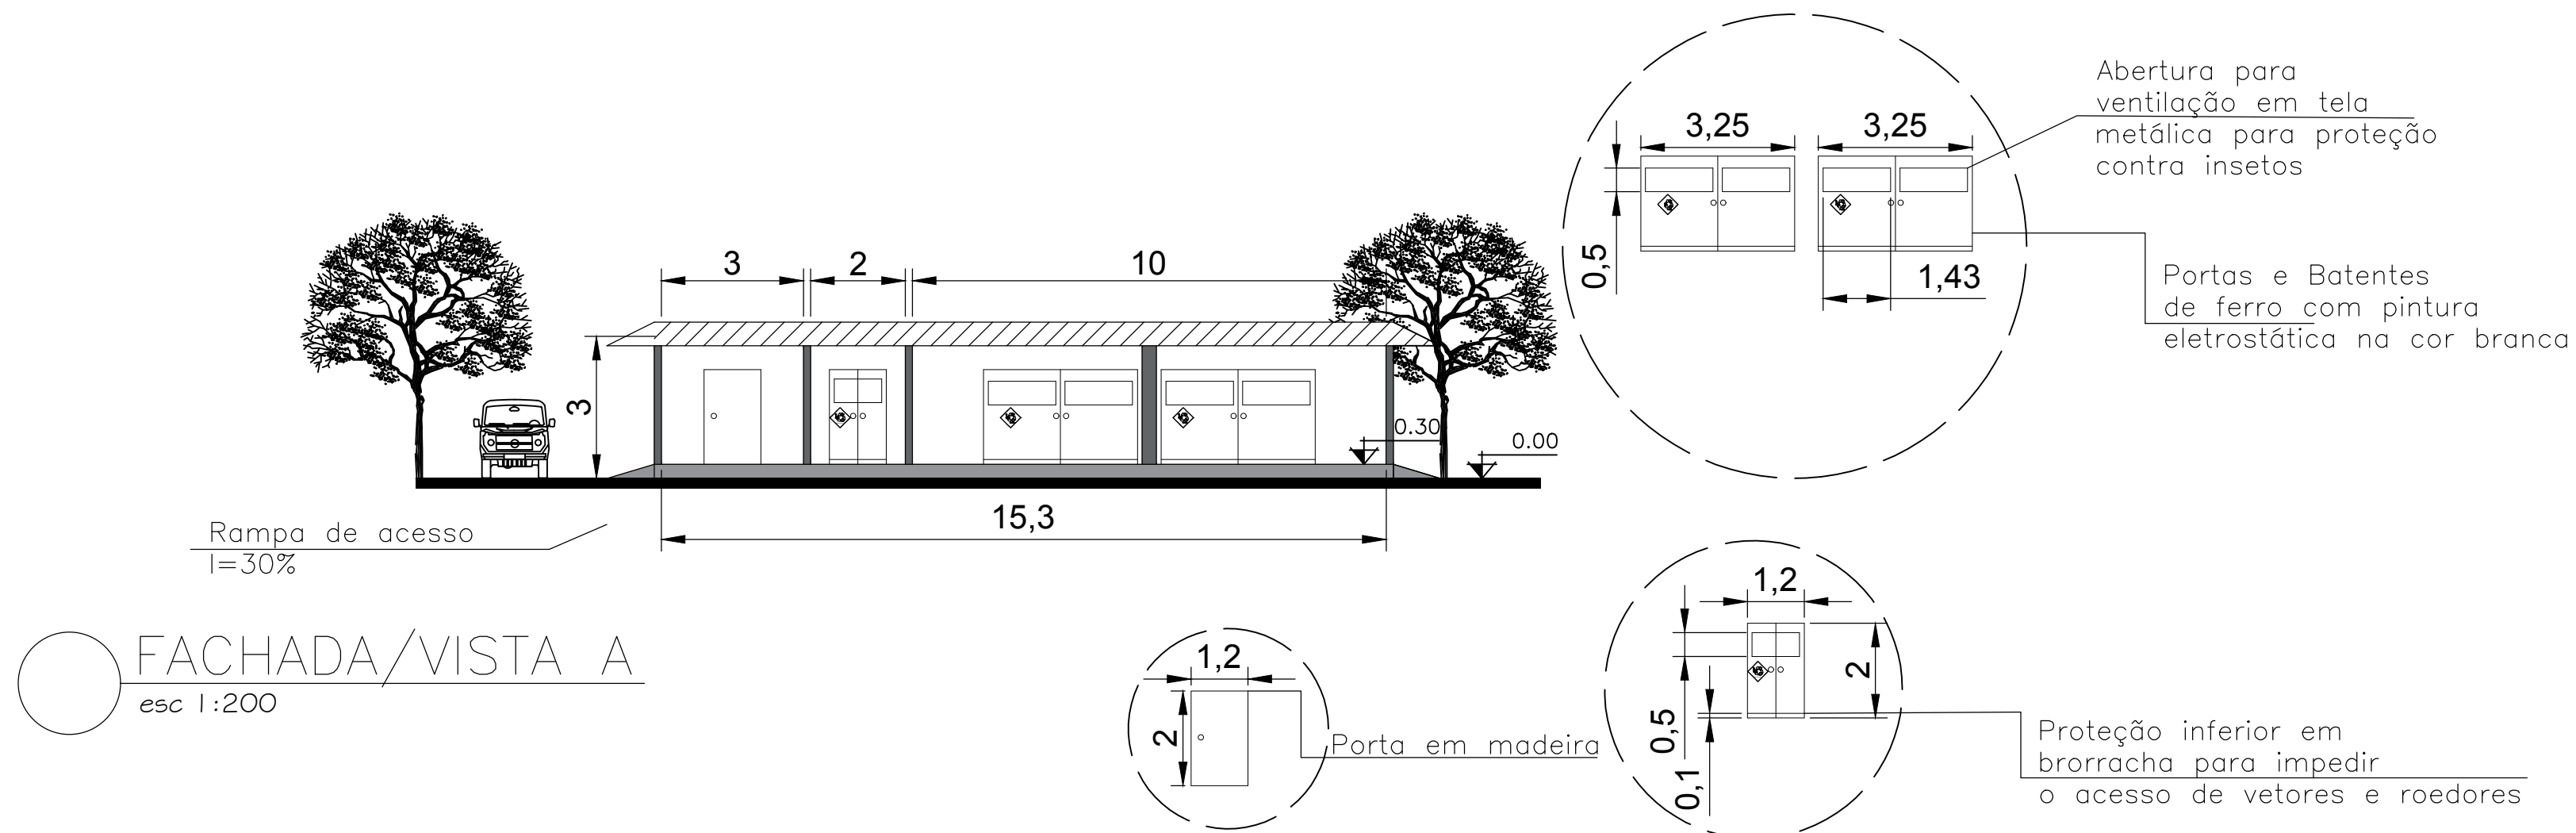 Abertura para
ventilação em tela
metálica para proteção
contra insetos
3,25
3,25
0,5
1,43
Portas e Batentes
de ferro com pintura
eletrostática na cor branca
3
2
10
3
0.30
0.00
15,3
Rampa de acesso
I=30%
FACHADA/VISTA A
esc 1:200
1,2
2
Porta em madeira
1,2
2
0,5
0,1
Proteção inferior em
brorracha para impedir
o acesso de vetores e roedores